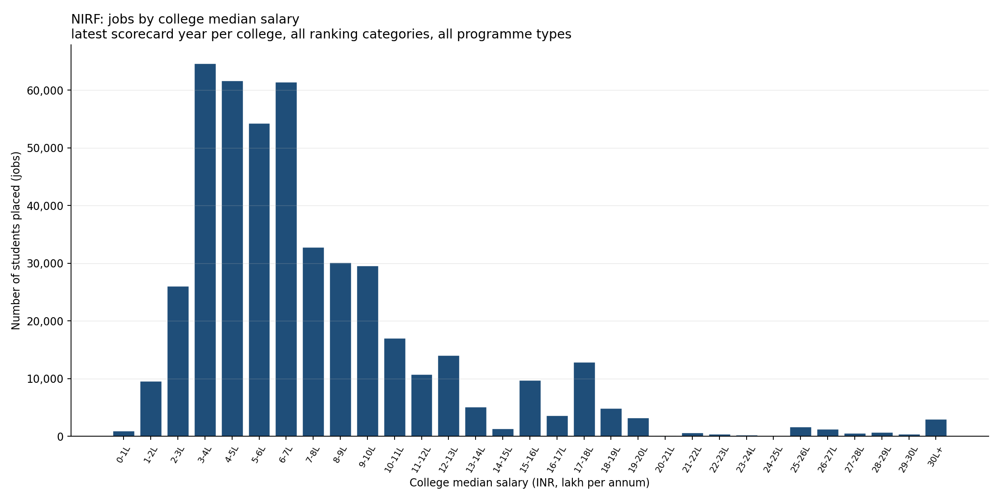 NIRF: jobs by college median salary
latest scorecard year per college, all ranking categories, all programme types
Number of students placed (jobs)
60,000
50,000
40,000
30,000
20,000
10,000
0
0-1L
1-2L
2-3L
3-4L
4-5L
5-6L
6-7L
7-8L
8-9L
9-10L
10-11L
11-12L
12-13L
13-14L
14-15L
15-16L
16-17L
17-18L
18-19L
19-20L
20-21L
21-22L
22-23L
23-24L
24-25L
25-26L
26-27L
27-28L
28-29L
29-30L
30L+
College median salary (INR, lakh per annum)